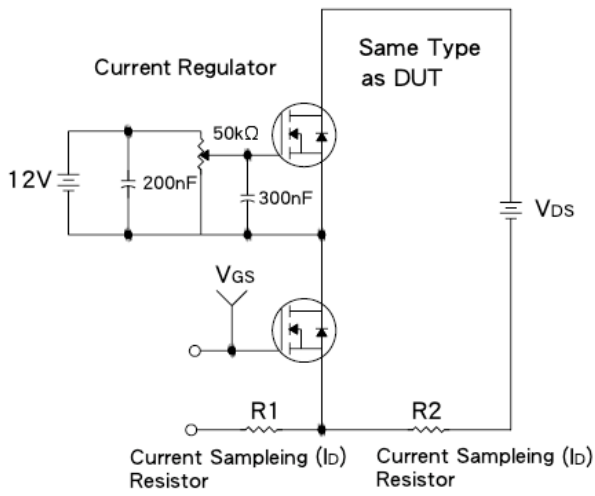 Same Type
as DUT
Current Regulator
50kΩ
12V
200nF
300nF
VDS
VGS
R1
R2
Current Sampleing (ID)
Resistor
Current Sampleing (ID)
Resistor